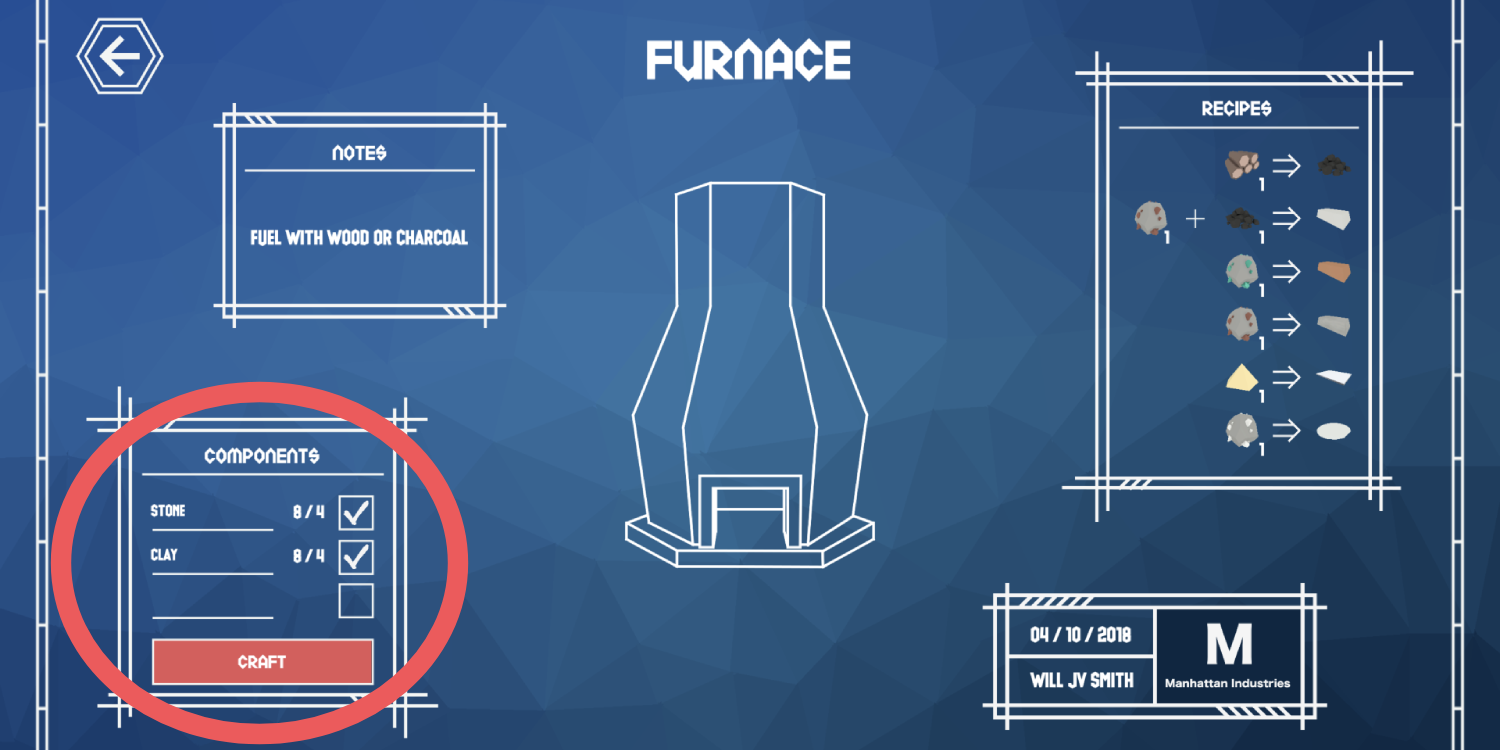 FURNACE
NOTES
FUEL WITH WOOD OR CHARCOAL
COMPONENTS
STONE 8 / 4
CLAY 8 / 4
CRAFT
RECIPES
1
1 + 1
1
1
1
1
04 / 10 / 2018
WILL JV SMITH
M
Manhattan Industries